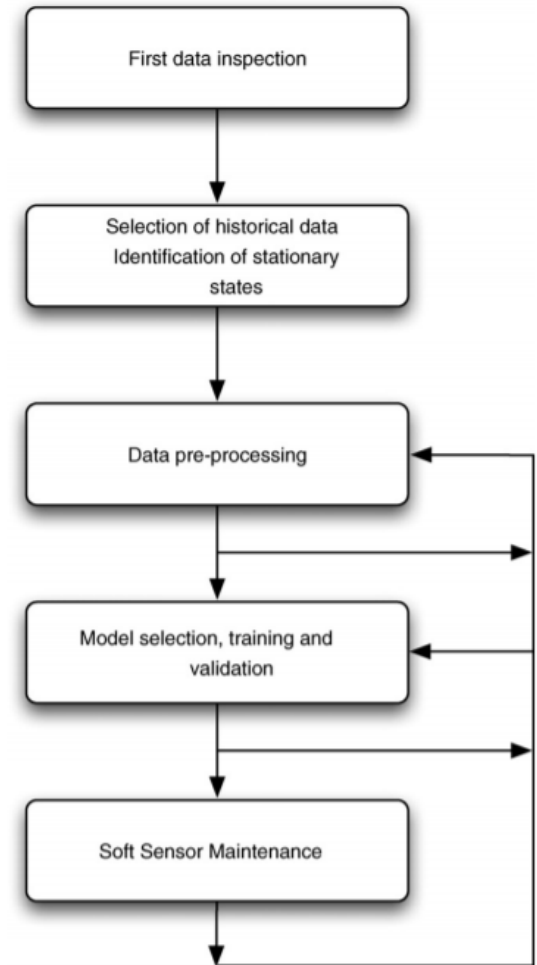 First data inspection
Selection of historical data
Identification of stationary
states
Data pre-processing
Model selection, training and
validation
Soft Sensor Maintenance